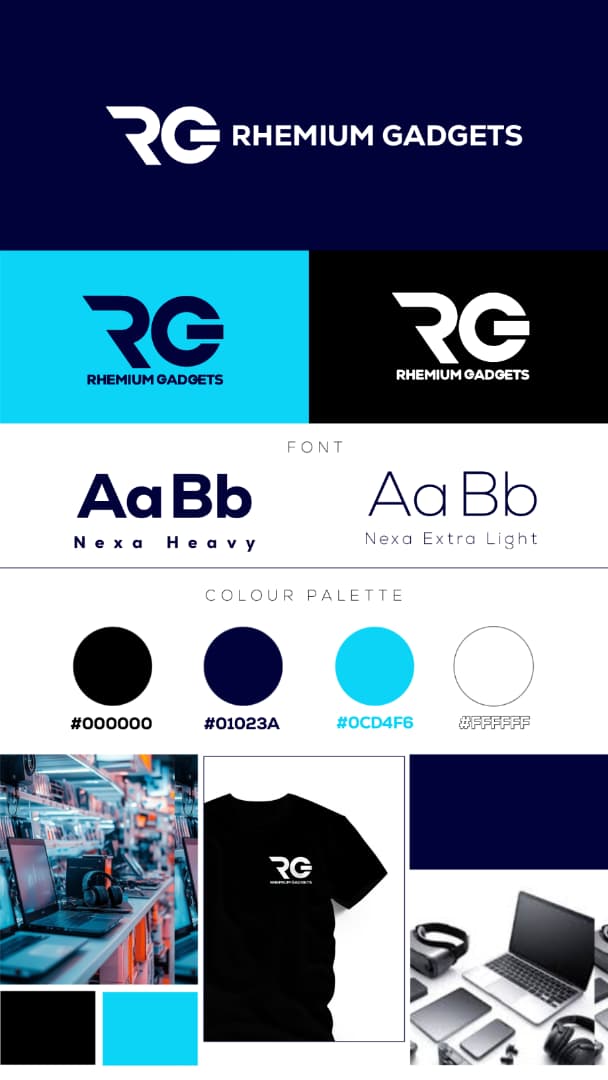 RG RHEMIUM GADGETS
RG
RHEMIUM GADGETS
RG
RHEMIUM GADGETS
FONT
Aa Bb
Nexa Heavy
Aa Bb
Nexa Extra Light
COLOUR PALETTE
#000000
#01023A
#0CD4F6
#FFFFFF
RG
RHEMIUM GADGETS